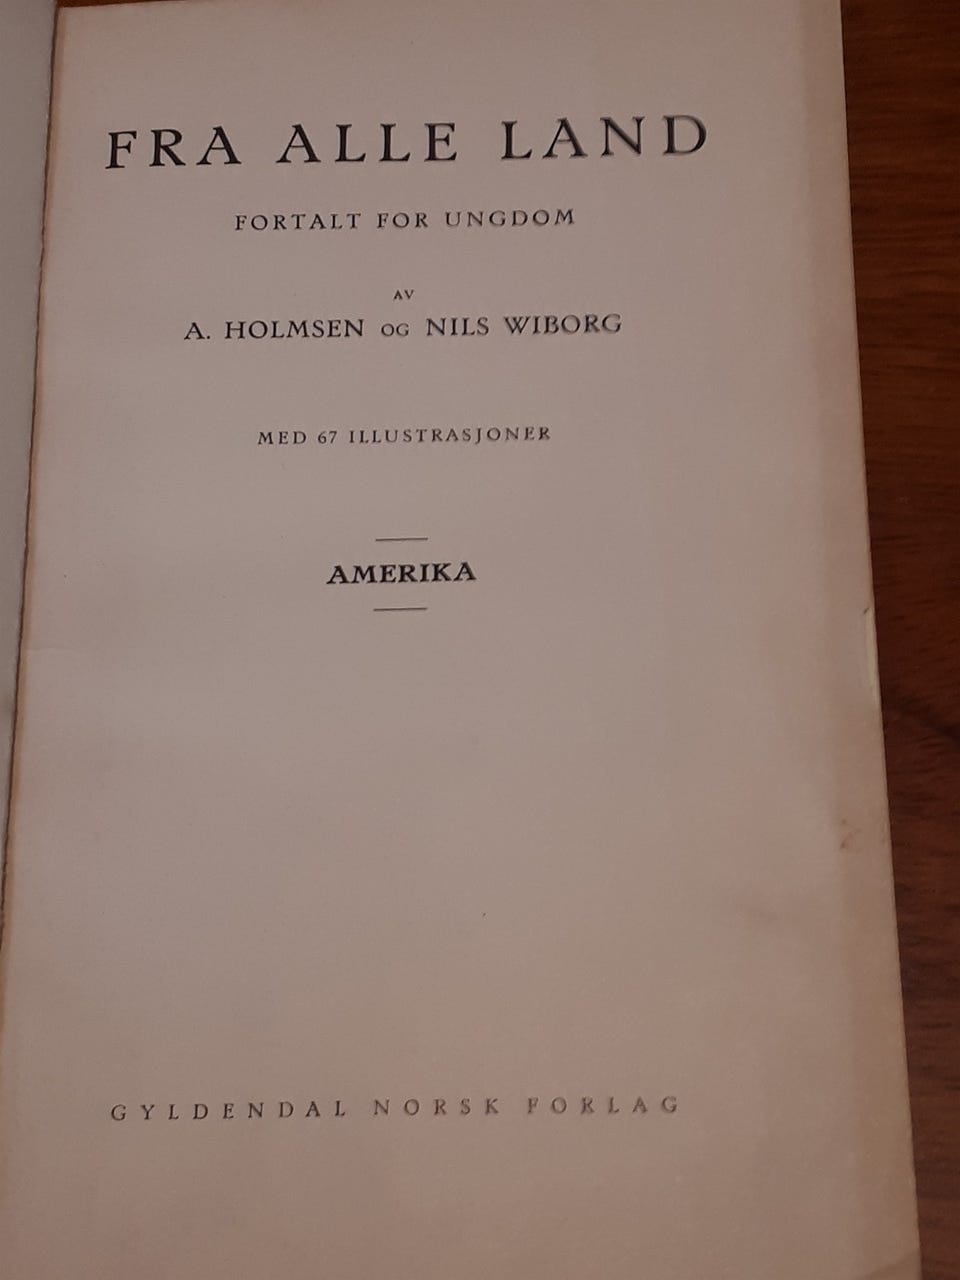 FRA ALLE LAND
FORTALT FOR UNGDOM
AV
A. HOLMSEN OG NILS WIBORG
MED 67 ILLUSTRASJONER
AMERIKA
GYLDENDAL NORSK FORLAG